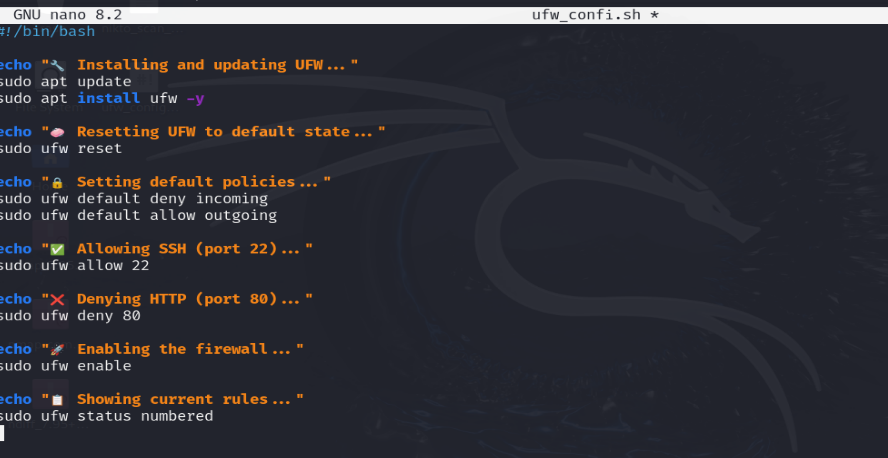 GNU nano 8.2 ufw_confi.sh *
#!/bin/bash
echo "🔧 Installing and updating UFW..."
sudo apt update
sudo apt install ufw -y
echo "🧼 Resetting UFW to default state..."
sudo ufw reset
echo "🔒 Setting default policies..."
sudo ufw default deny incoming
sudo ufw default allow outgoing
echo "✅ Allowing SSH (port 22)..."
sudo ufw allow 22
echo "❌ Denying HTTP (port 80)..."
sudo ufw deny 80
echo "🚀 Enabling the firewall..."
sudo ufw enable
echo "📋 Showing current rules..."
sudo ufw status numbered